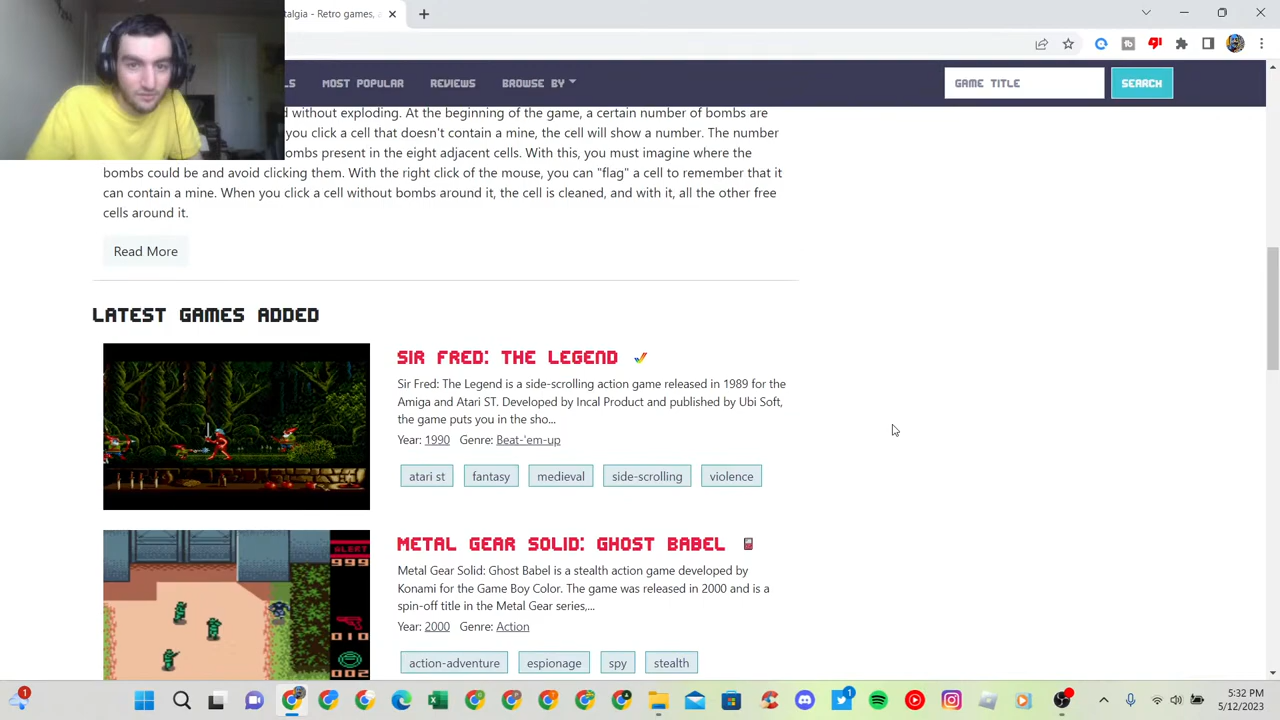 talgia - Retro games, a
LS MOST POPULAR REVIEWS BROWSE BY GAME TITLE SEARCH
d without exploding. At the beginning of the game, a certain number of bombs are
you click a cell that doesn't contain a mine, the cell will show a number. The number
ombs present in the eight adjacent cells. With this, you must imagine where the
bombs could be and avoid clicking them. With the right click of the mouse, you can "flag" a cell to remember that it
can contain a mine. When you click a cell without bombs around it, the cell is cleaned, and with it, all the other free
cells around it.
Read More
LATEST GAMES ADDED
SIR FRED: THE LEGEND
Sir Fred: The Legend is a side-scrolling action game released in 1989 for the
Amiga and Atari ST. Developed by Incal Product and published by Ubi Soft,
the game puts you in the sho...
Year: 1990 Genre: Beat-'em-up
atari st fantasy medieval side-scrolling violence
METAL GEAR SOLID: GHOST BABEL
Metal Gear Solid: Ghost Babel is a stealth action game developed by
Konami for the Game Boy Color. The game was released in 2000 and is a
spin-off title in the Metal Gear series,...
Year: 2000 Genre: Action
action-adventure espionage spy stealth
ALERT
999
010
002
1
1
5:32 PM
5/12/2023